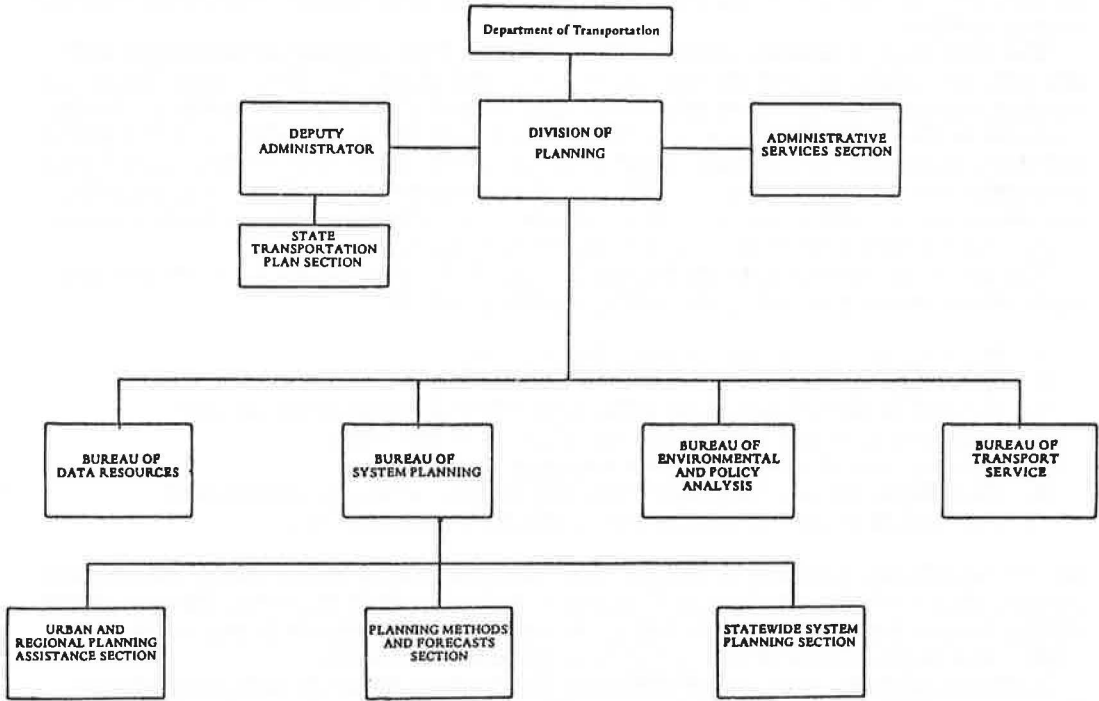 Department of Transportation
DEPUTY
ADMINISTRATOR
DIVISION OF
PLANNING
ADMINISTRATIVE
SERVICES SECTION
STATE
TRANSPORTATION
PLAN SECTION
BUREAU OF
DATA RESOURCES
BUREAU OF
SYSTEM PLANNING
BUREAU OF
ENVIRONMENTAL
AND POLICY
ANALYSIS
BUREAU OF
TRANSPORT
SERVICE
URBAN AND
REGIONAL PLANNING
ASSISTANCE SECTION
PLANNING METHODS
AND FORECASTS
SECTION
STATEWIDE SYSTEM
PLANNING SECTION